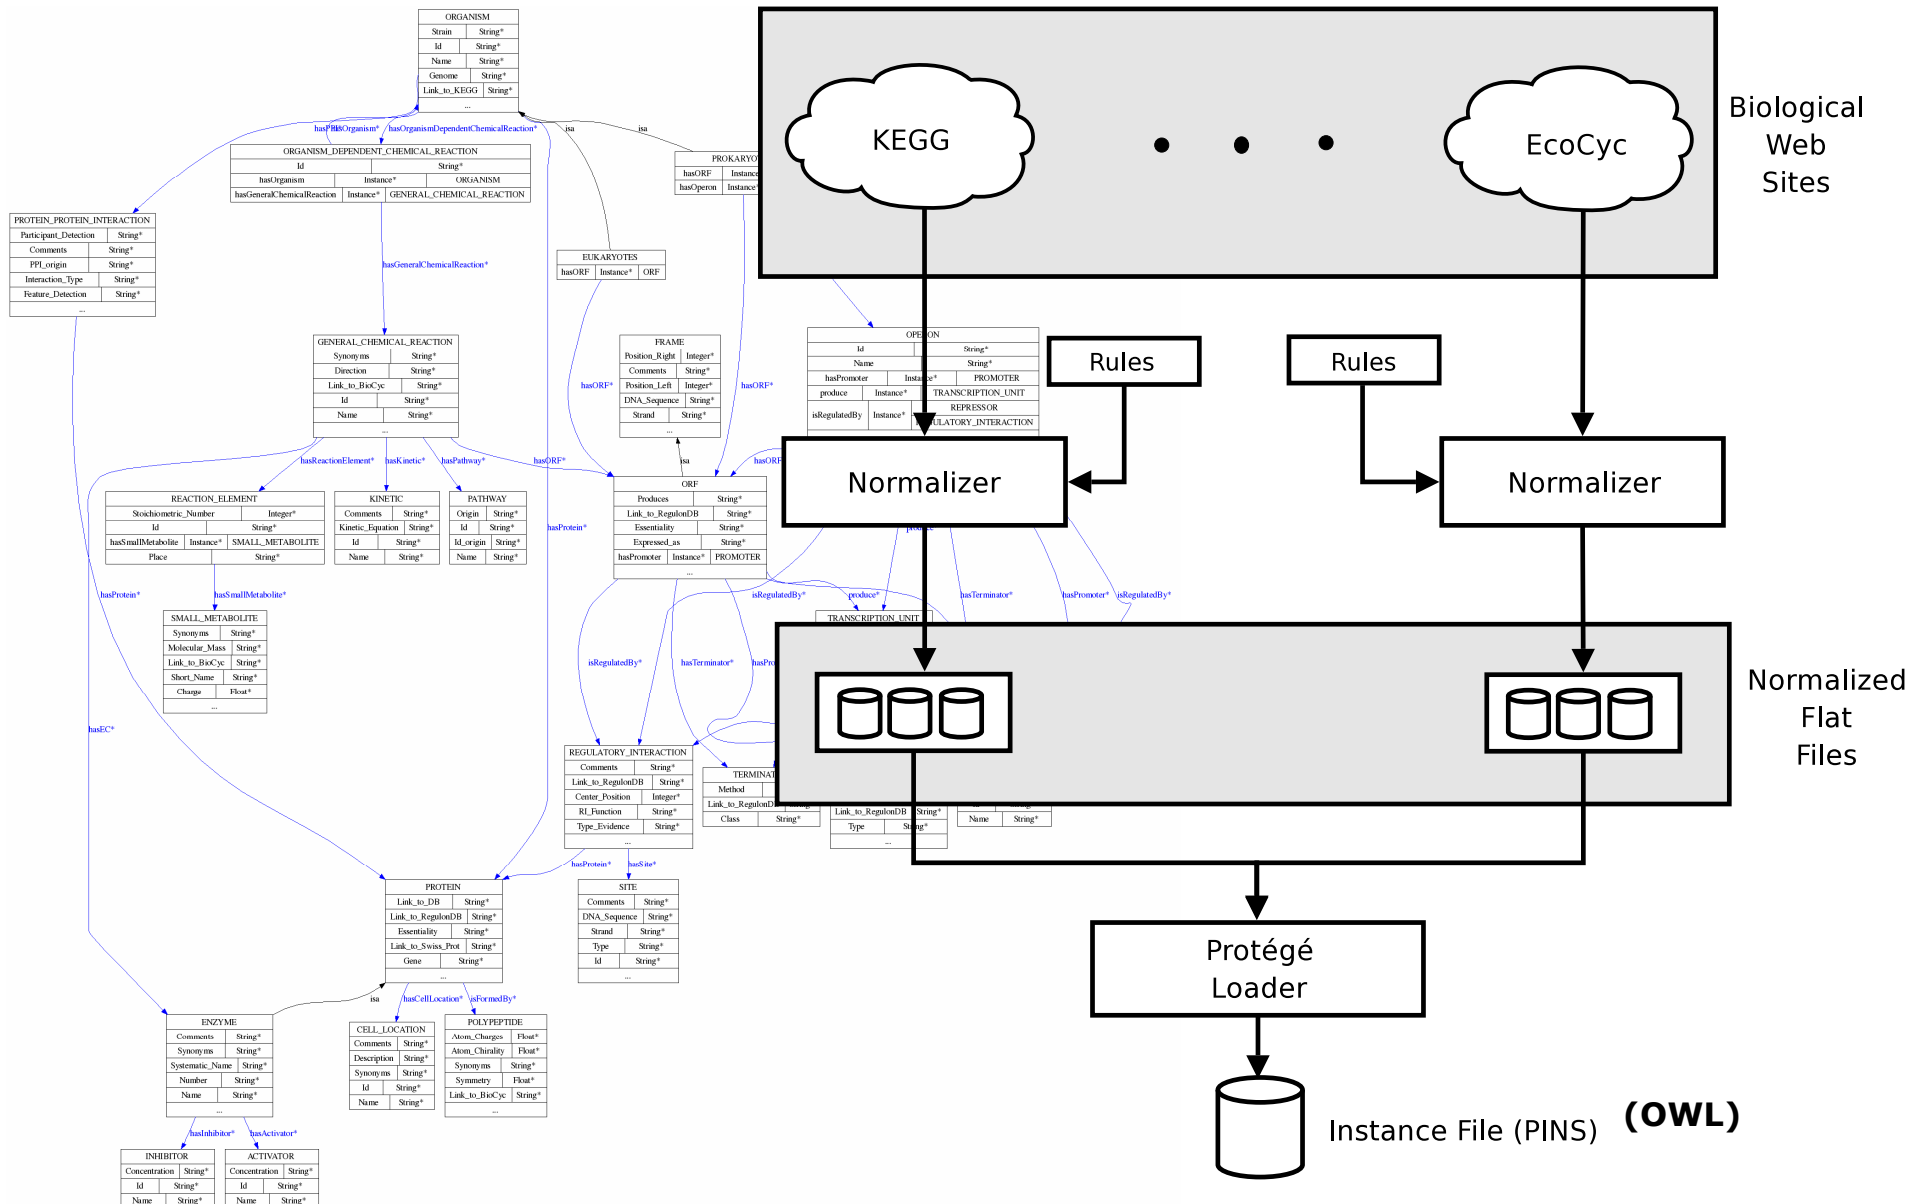 ORGANISM
Strain String*
Id String*
Name String*
Genome String*
Link_to_KEGG String*
...
hasOrganism*
hasOrganismDependentChemicalReaction*
isa
isa
ORGANISM_DEPENDENT_CHEMICAL_REACTION
Id String*
hasOrganism Instance* ORGANISM
hasGeneralChemicalReaction Instance* GENERAL_CHEMICAL_REACTION
hasORF
hasOperon
PROTEIN_PROTEIN_INTERACTION
Participant_Detection String*
Comments String*
PPI_origin String*
Interaction_Type String*
Feature_Detection String*
...
hasGeneralChemicalReaction*
EUKARYOTES
hasORF Instance* ORF
GENERAL_CHEMICAL_REACTION
Synonyms String*
Direction String*
Link_to_BioCyc String*
Id String*
Name String*
...
FRAME
Position_Right Integer*
Comments String*
Position_Left Integer*
DNA_Sequence String*
Strand String*
...
hasORF*
hasORF*
Id String*
Name String*
hasPromoter Instance* PROMOTER
produce Instance* TRANSCRIPTION_UNIT
isRegulatedBy Instance* REPRESSOR
hasReactionElement*
hasKinetic*
hasPathway*
hasORF*
isa
REACTION_ELEMENT
Stoichiometric_Number Integer*
Id String*
hasSmallMetabolite Instance* SMALL_METABOLITE
Place String*
KINETIC
Comments String*
Kinetic_Equation String*
Id String*
Name String*
PATHWAY
Origin String*
Id String*
Id_origin String*
Name String*
ORF
Produces String*
Link_to_RegulonDB String*
Essentiality String*
Expressed_as String*
hasPromoter Instance* PROMOTER
...
hasProtein*
hasProtein*
hasSmallMetabolite*
isRegulatedBy*
produce*
hasTerminator*
hasPromoter*
isRegulatedBy*
SMALL_METABOLITE
Synonyms String*
Molecular_Mass String*
Link_to_BioCyc String*
Short_Name String*
Charge Float*
...
TRANSCRIPTION_UNIT
isRegulatedBy*
hasTerminator*
hasEC*
REGULATORY_INTERACTION
Comments String*
Link_to_RegulonDB String*
Center_Position Integer*
RI_Function String*
Type_Evidence String*
...
Method
Class String*
Link_to_RegulonDB String*
Type String*
...
Name String*
hasProtein*
hasSite*
PROTEIN
Link_to_DB String*
Link_to_RegulonDB String*
Essentiality String*
Link_to_Swiss_Prot String*
Gene String*
...
SITE
Comments String*
DNA_Sequence String*
Strand String*
Type String*
Id String*
...
isa
hasCellLocation*
isFormedBy*
ENZYME
Comments String*
Synonyms String*
Systematic_Name String*
Number String*
Name String*
...
CELL_LOCATION
Comments String*
Description String*
Synonyms String*
Id String*
Name String*
POLYPEPTIDE
Atom_Charges Float*
Atom_Chirality Float*
Synonyms String*
Symmetry Float*
Link_to_BioCyc String*
...
hasInhibitor*
hasActivator*
INHIBITOR
Concentration String*
Id String*
Name String*
ACTIVATOR
Concentration String*
Id String*
Name String*
KEGG
EcoCyc
Biological
Web
Sites
Rules
Rules
Normalizer
Normalizer
Normalized
Flat
Files
Protégé
Loader
Instance File (PINS)
(OWL)